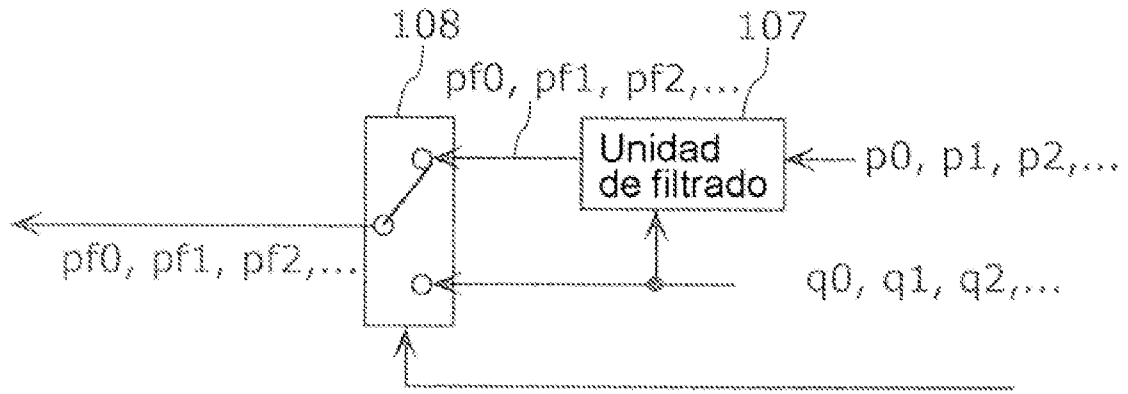 108
107
pf0, pf1, pf2,...
Unidad
de filtrado
p0, p1, p2,...
pf0, pf1, pf2,...
q0, q1, q2,...